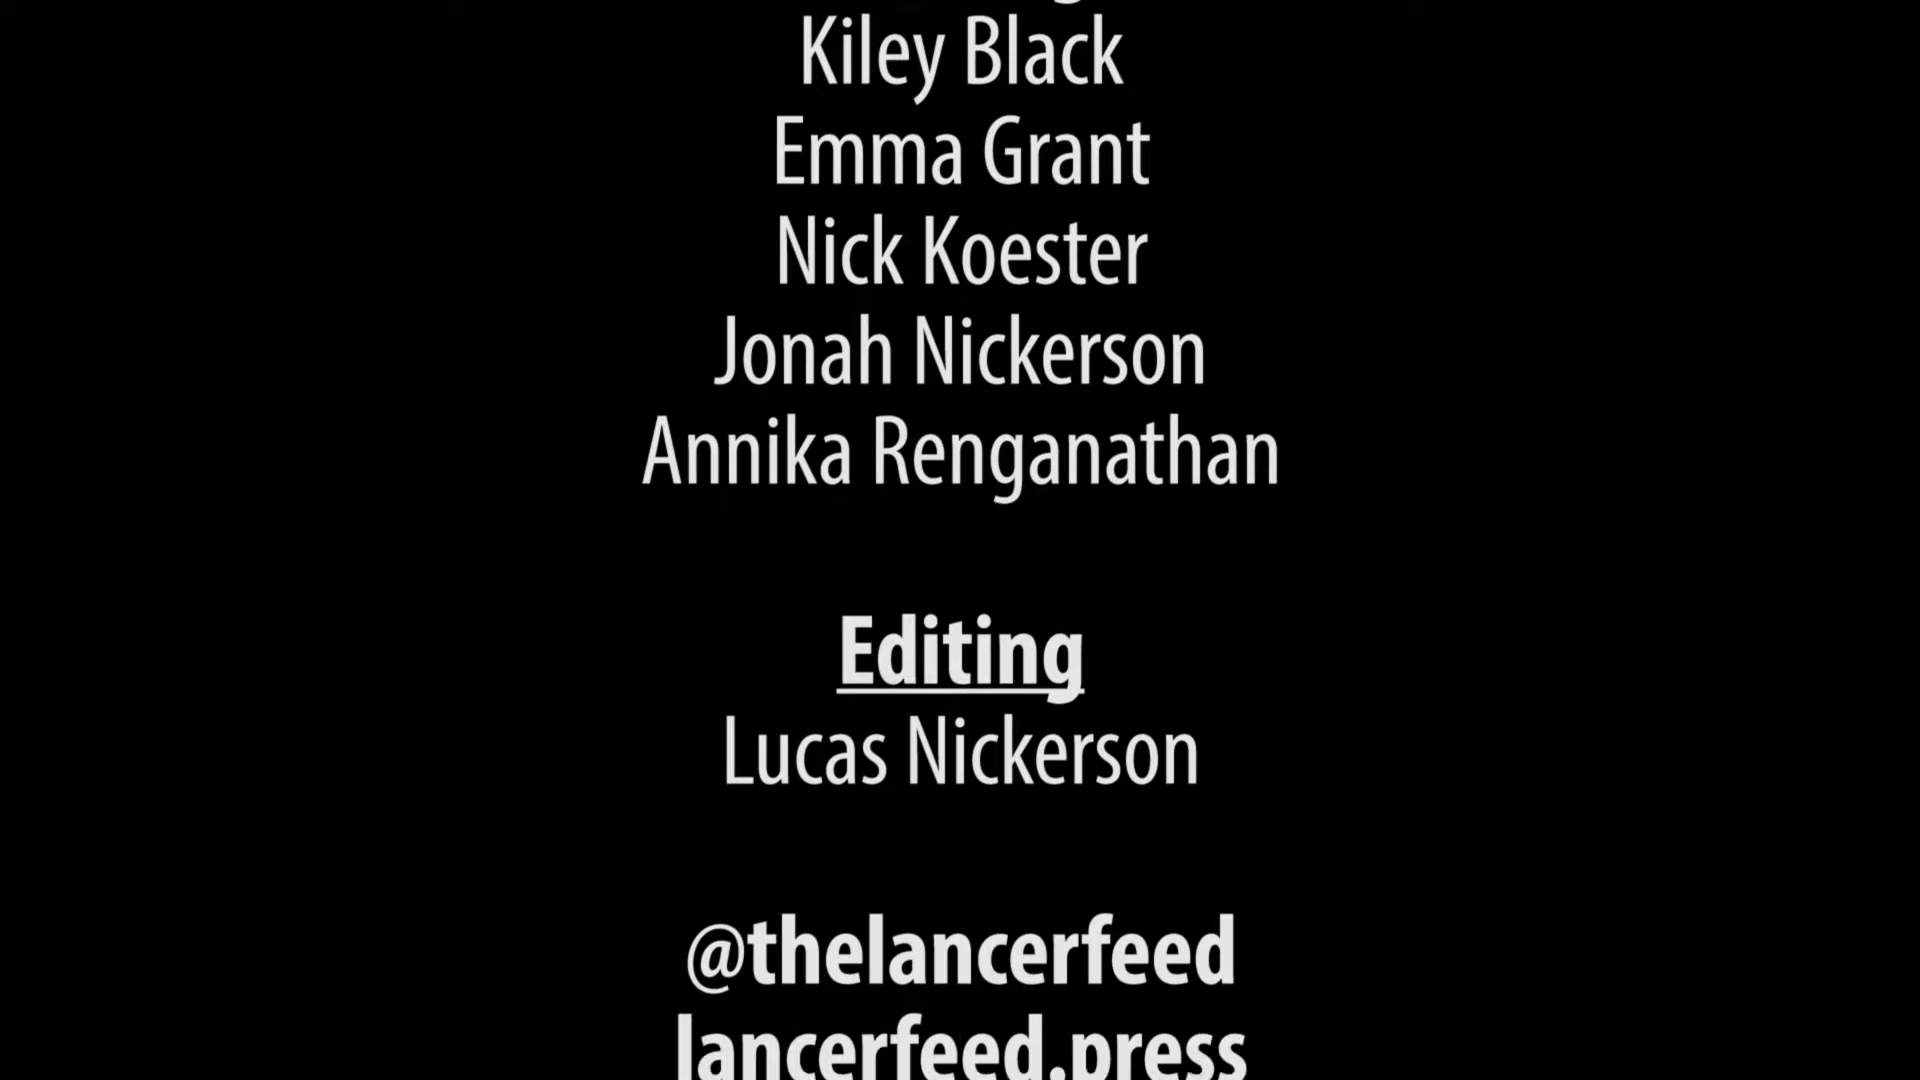 Kiley Black
Emma Grant
Nick Koester
Jonah Nickerson
Annika Renganathan
Editing
Lucas Nickerson
@thelancerfeed
lancerfeed.press